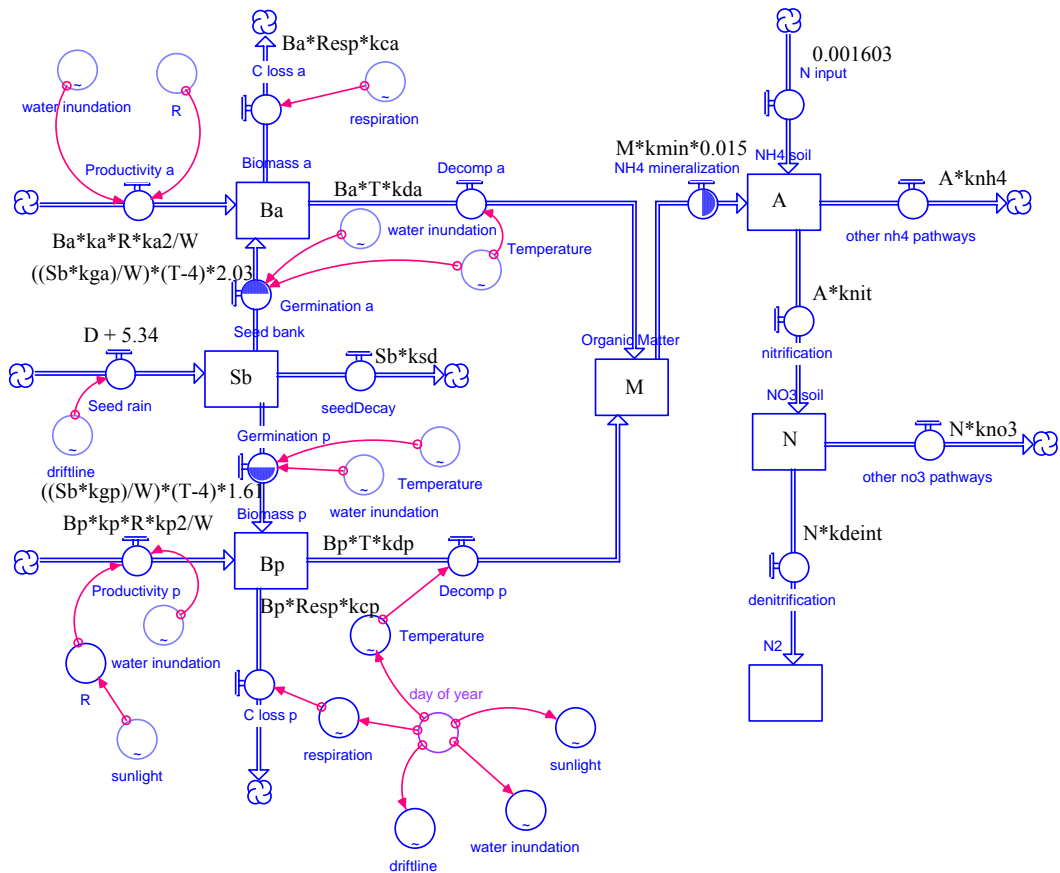 Ba*Resp*kca
C loss a
0.001603
N input
water inundation
R
respiration
~
~
~
Productivity a
Biomass a
Decomp a
M*kmin*0.015
NH4 mineralization
NH4 soil
Ba
Ba*T*kda
A
A*knh4
Ba*ka*R*ka2/W
water inundation
Temperature
~
~
other nh4 pathways
((Sb*kga)/W)*(T-4)*2.03
Germination a
A*knit
Seed bank
D + 5.34
Sb*ksd
Organic Matter
nitrification
Sb
M
Seed rain
seedDecay
NO3 soil
driftline
~
Germination p
~
N
N*kno3
Temperature
other no3 pathways
((Sb*kgp)/W)*(T-4)*1.61
water inundation
~
Biomass p
Bp*kp*R*kp2/W
Bp*T*kdp
N*kdeint
Bp
Productivity p
Decomp p
denitrification
Bp*Resp*kcp
Temperature
~
water inundation
~
N2
R
day of year
C loss p
respiration
~
~
sunlight
~
sunlight
~
water inundation
~
driftline
~